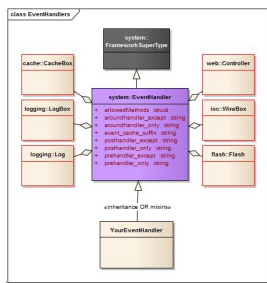 class EventHandlers
system::
FrameworkSuperType
cache::CacheBox
web::Controller
system::EventHandler
+ allowedMethods :struct
+ aroundhandler_except :string
+ aroundhandler_only :string
+ event_cache_suffix :string
+ posthandler_except :string
+ posthandler_only :string
+ prehandler_except :string
+ prehandler_only :string
logging::LogBox
ioc::WireBox
logging::Log
flash::Flash
«inheritance OR mixins»
YourEventHandler